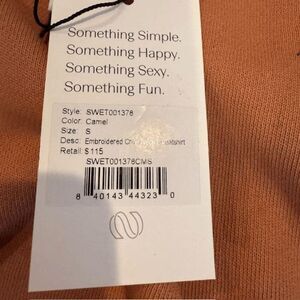 Something Simple.
Something Happy.
Something Sexy.
Something Fun.
Style: SWET001378
Color: Camel
Size: S
Desc: Embroidered
Retail: $ 115
SWET001378CMS
8 40143 44323 0